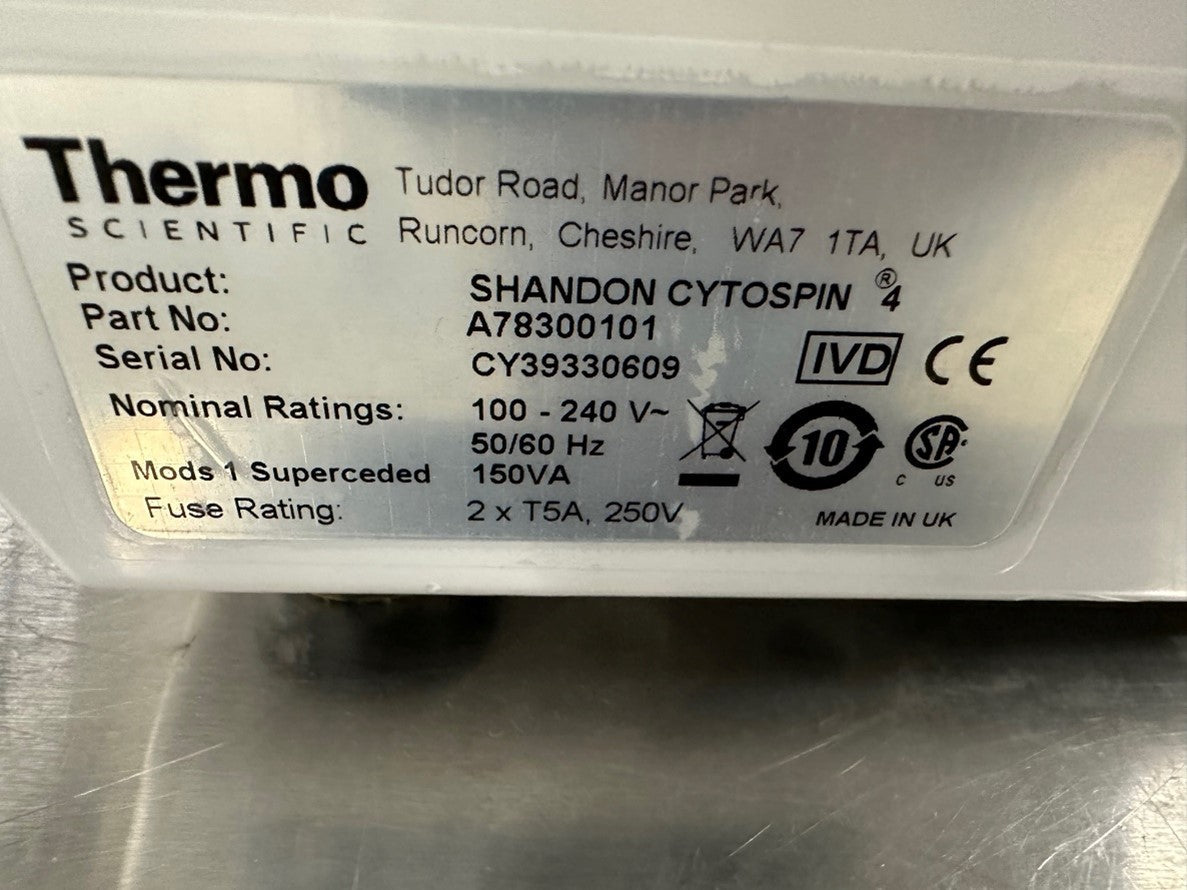 Thermo Tudor Road, Manor Park,
SCIENTIFIC Runcorn, Cheshire, WA7 1TA, UK
Product: SHANDON CYTOSPIN ® 4
Part No: A78300101
Serial No: CY39330609
IVD CE
Nominal Ratings: 100 - 240 V~
50/60 Hz
10
SA
C US
Mods 1 Superceded 150VA
Fuse Rating: 2 x T5A, 250V
MADE IN UK